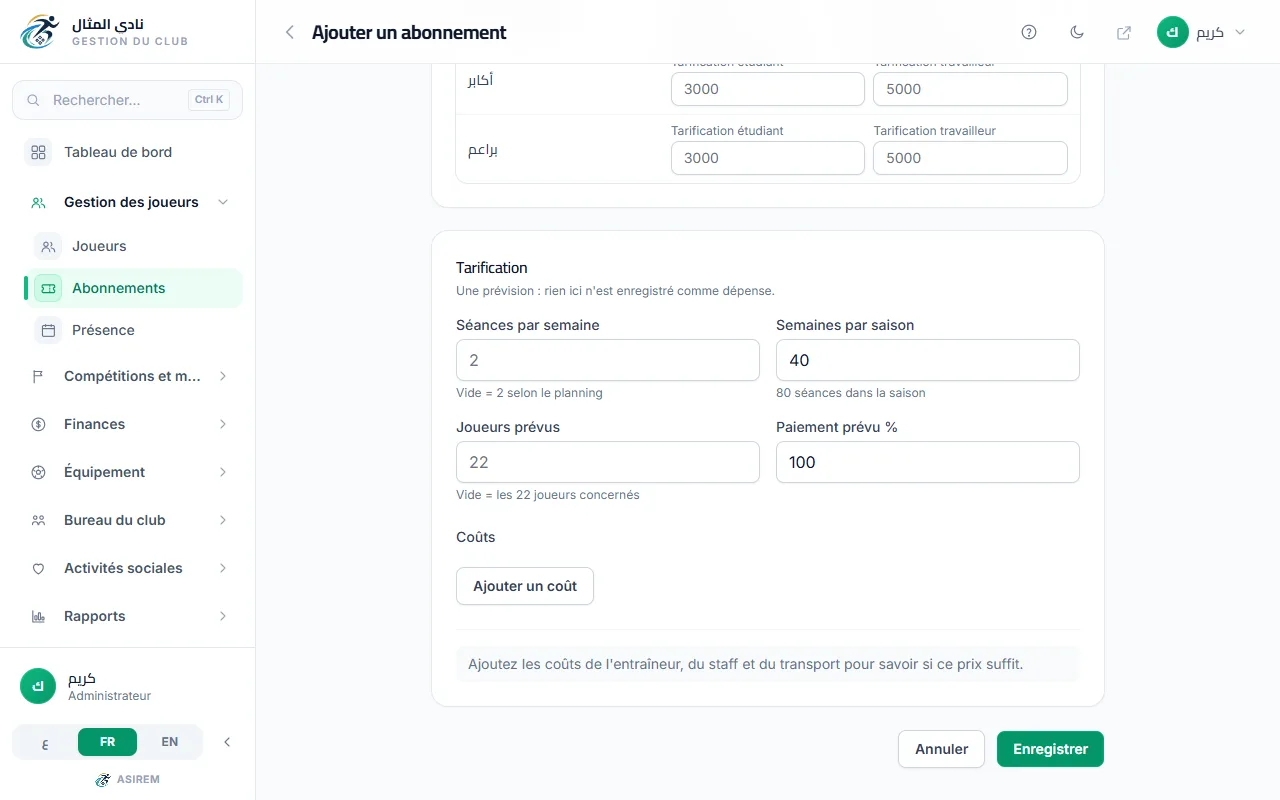 نادي المثال
GESTION DU CLUB
Rechercher...
Ctrl K
Tableau de bord
Gestion des joueurs
Joueurs
Abonnements
Présence
Compétitions et m...
Finances
Équipement
Bureau du club
Activités sociales
Rapports
ك
كريم
Administrateur
ع
FR
EN
ASIREM
Ajouter un abonnement
ك
كريم
Tarification étudiant
Tarification travailleur
أكابر
3000
5000
Tarification étudiant
Tarification travailleur
براعم
3000
5000
Tarification
Une prévision : rien ici n'est enregistré comme dépense.
Séances par semaine
Semaines par saison
2
40
Vide = 2 selon le planning
80 séances dans la saison
Joueurs prévus
Paiement prévu %
22
100
Vide = les 22 joueurs concernés
Coûts
Ajouter un coût
Ajoutez les coûts de l'entraîneur, du staff et du transport pour savoir si ce prix suffit.
Annuler
Enregistrer